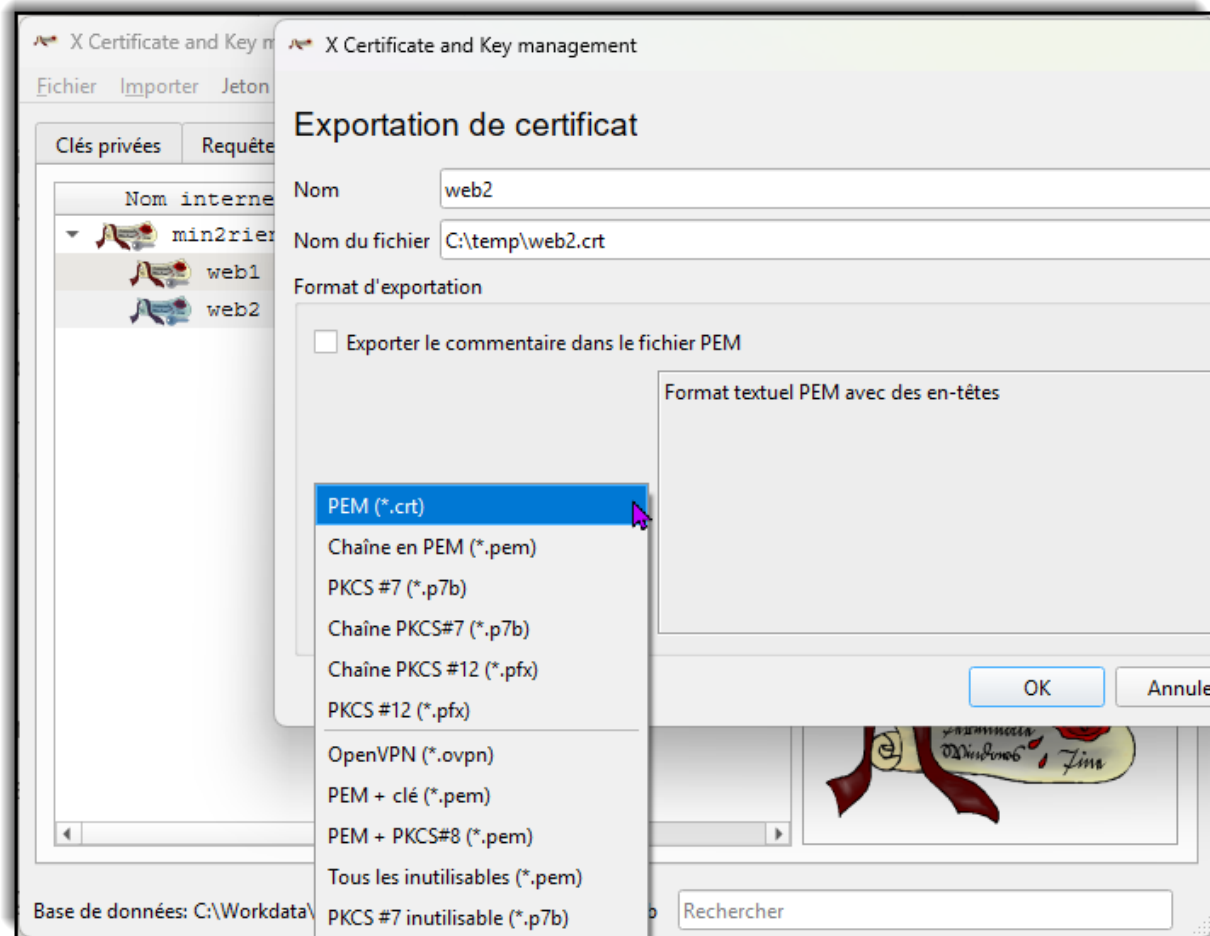 X Certificate and Key m
Fichier Importer Jeton
Clés privées Requête
Nom interne
min2rier
web1
web2
X Certificate and Key management
Exportation de certificat
Nom web2
Nom du fichier C:\temp\web2.crt
Format d'exportation
Exporter le commentaire dans le fichier PEM
Format textuel PEM avec des en-têtes
PEM (*.crt)
Chaîne en PEM (*.pem)
PKCS #7 (*.p7b)
Chaîne PKCS#7 (*.p7b)
Chaîne PKCS #12 (*.pfx)
PKCS #12 (*.pfx)
OpenVPN (*.ovpn)
PEM + clé (*.pem)
PEM + PKCS#8 (*.pem)
Tous les inutilisables (*.pem)
PKCS #7 inutilisable (*.p7b)
OK Annule
Windows Fine
Base de données: C:\Workdata\ b Rechercher